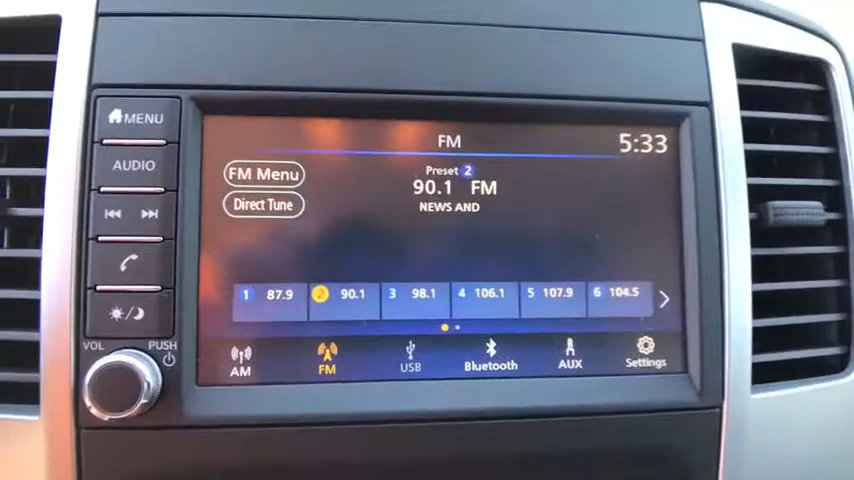 MENU
AUDIO
VOL
PUSH
FM
5:33
FM Menu
Direct Tune
Preset 2
90.1 FM
NEWS AND
1 87.9
2 90.1
3 98.1
4 106.1
5 107.9
6 104.5
AM
FM
USB
Bluetooth
AUX
Settings